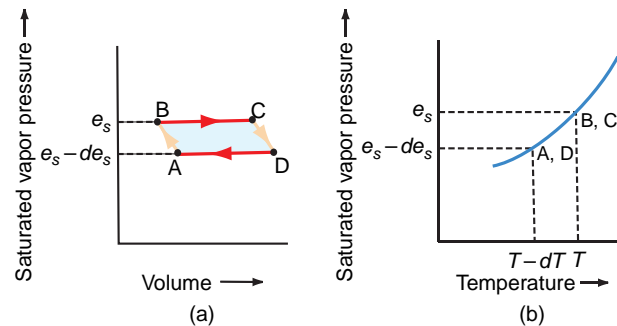 Saturated vapor pressure
B
C
e_s
e_s – de_s
A
D
Volume
(a)
Saturated vapor pressure
e_s
B, C
e_s – de_s
A, D
T – dT T
Temperature
(b)